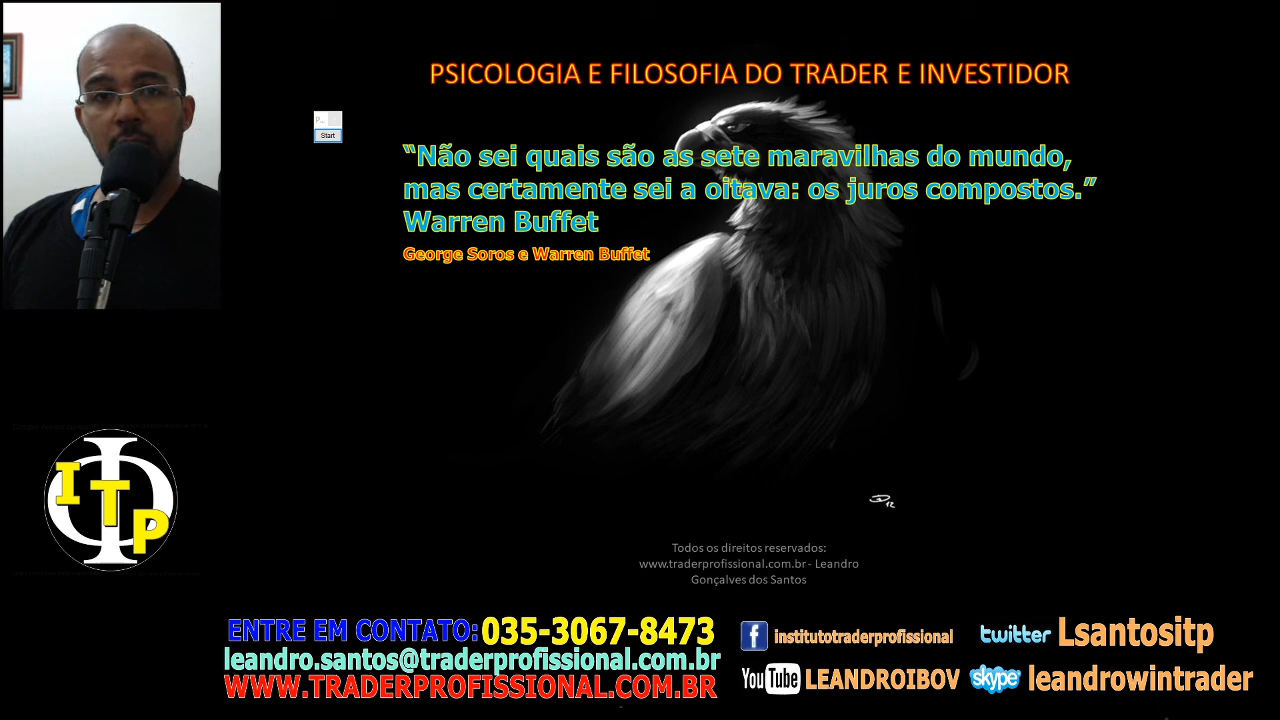 PSICOLOGIA E FILOSOFIA DO TRADER E INVESTIDOR
Start
“Não sei quais são as sete maravilhas do mundo,
mas certamente sei a oitava: os juros compostos.”
Warren Buffet
George Soros e Warren Buffet
I
T
P
Todos os direitos reservados:
www.traderprofissional.com.br - Leandro
Gonçalves dos Santos
ENTRE EM CONTATO: 035-3067-8473
leandro.santos@traderprofissional.com.br
WWW.TRADERPROFISSIONAL.COM.BR
f institutotraderprofissional
twitter Lsantositp
YouTube LEANDROIBOV
skype leandrowintrader